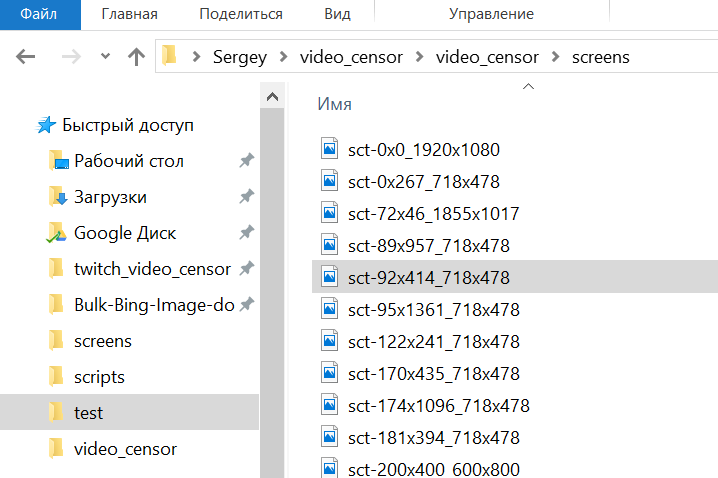 Файл Главная Поделиться Вид Управление
Sergey video_censor video_censor screens
Имя
Быстрый доступ
Рабочий стол
Загрузки
Google Диск
twitch_video_censor
Bulk-Bing-Image-do
screens
scripts
test
video_censor
sct-0x0_1920x1080
sct-0x267_718x478
sct-72x46_1855x1017
sct-89x957_718x478
sct-92x414_718x478
sct-95x1361_718x478
sct-122x241_718x478
sct-170x435_718x478
sct-174x1096_718x478
sct-181x394_718x478
sct-200x400_600x800